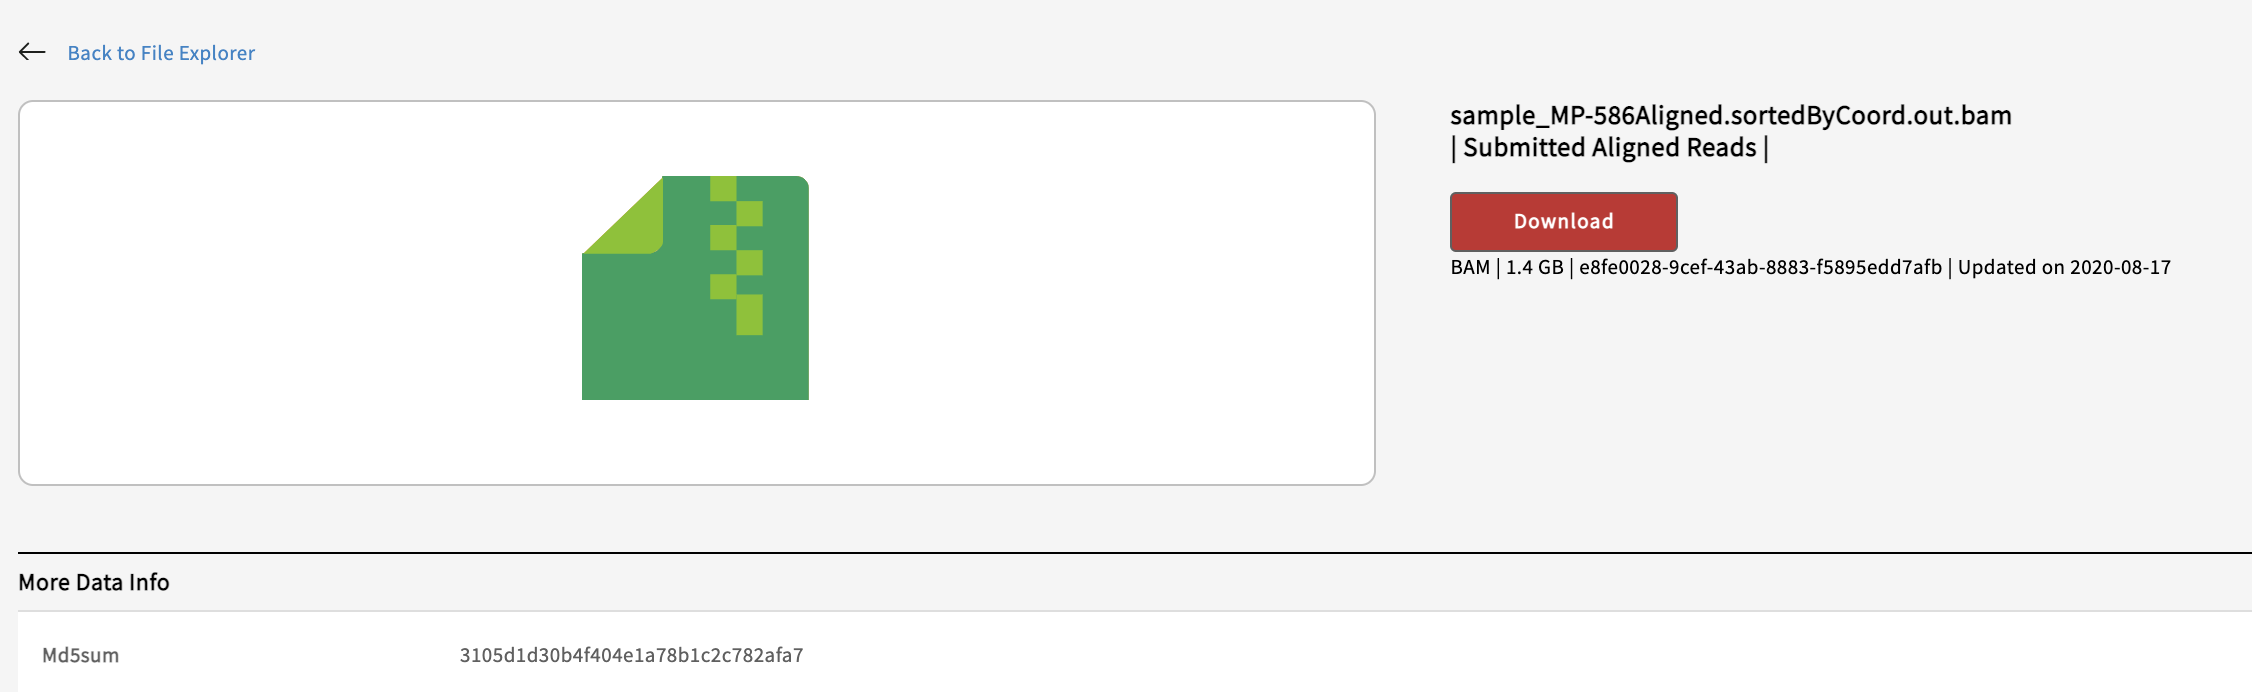 Back to File Explorer
sample_MP-586Aligned.sortedByCoord.out.bam
| Submitted Aligned Reads |
Download
BAM | 1.4 GB | e8fe0028-9cef-43ab-8883-f5895edd7afb | Updated on 2020-08-17
More Data Info
Md5sum 3105d1d30b4f404e1a78b1c2c782afa7